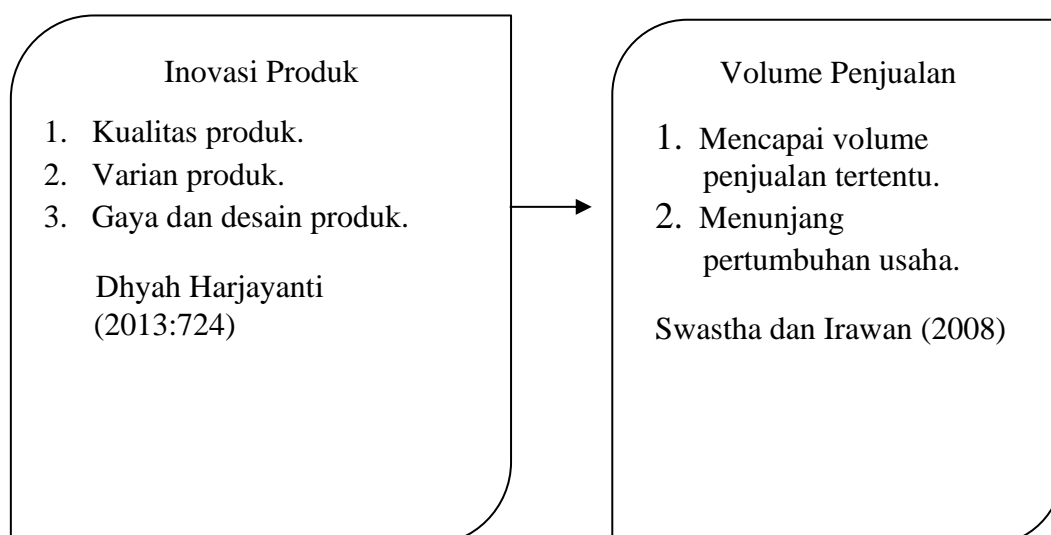 Inovasi Produk
1. Kualitas produk.
2. Varian produk.
3. Gaya dan desain produk.
Dhyah Harjayanti
(2013:724)
Volume Penjualan
1. Mencapai volume
penjualan tertentu.
2. Menunjang
pertumbuhan usaha.
Swastha dan Irawan (2008)